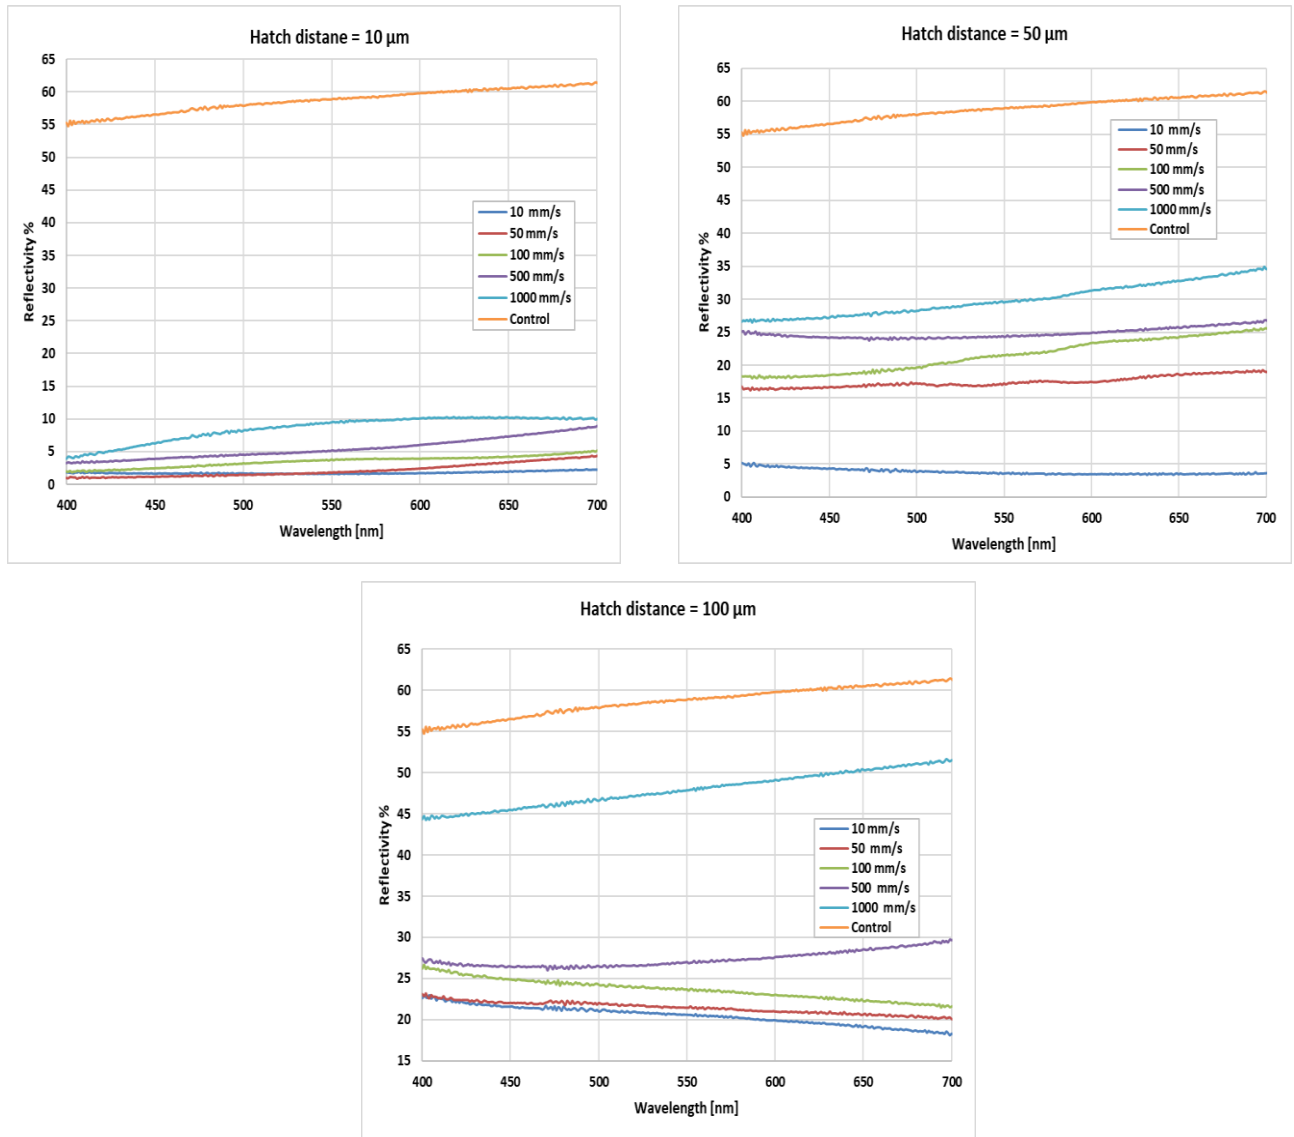 Hatch distane = 10 µm
65
60
55
50
45
40
35
30
25
20
15
10
5
0
Reflectivity %
400 450 500 550 600 650 700
Wavelength [nm]
10 mm/s
50 mm/s
100 mm/s
500 mm/s
1000 mm/s
Control
Hatch distance = 50 µm
65
60
55
50
45
40
35
30
25
20
15
10
5
0
Reflectivity %
400 450 500 550 600 650 700
Wavelength [nm]
10 mm/s
50 mm/s
100 mm/s
500 mm/s
1000 mm/s
Control
Hatch distance = 100 µm
65
60
55
50
45
40
35
30
25
20
15
Reflectivity %
400 450 500 550 600 650 700
Wavelength [nm]
10 mm/s
50 mm/s
100 mm/s
500 mm/s
1000 mm/s
Control